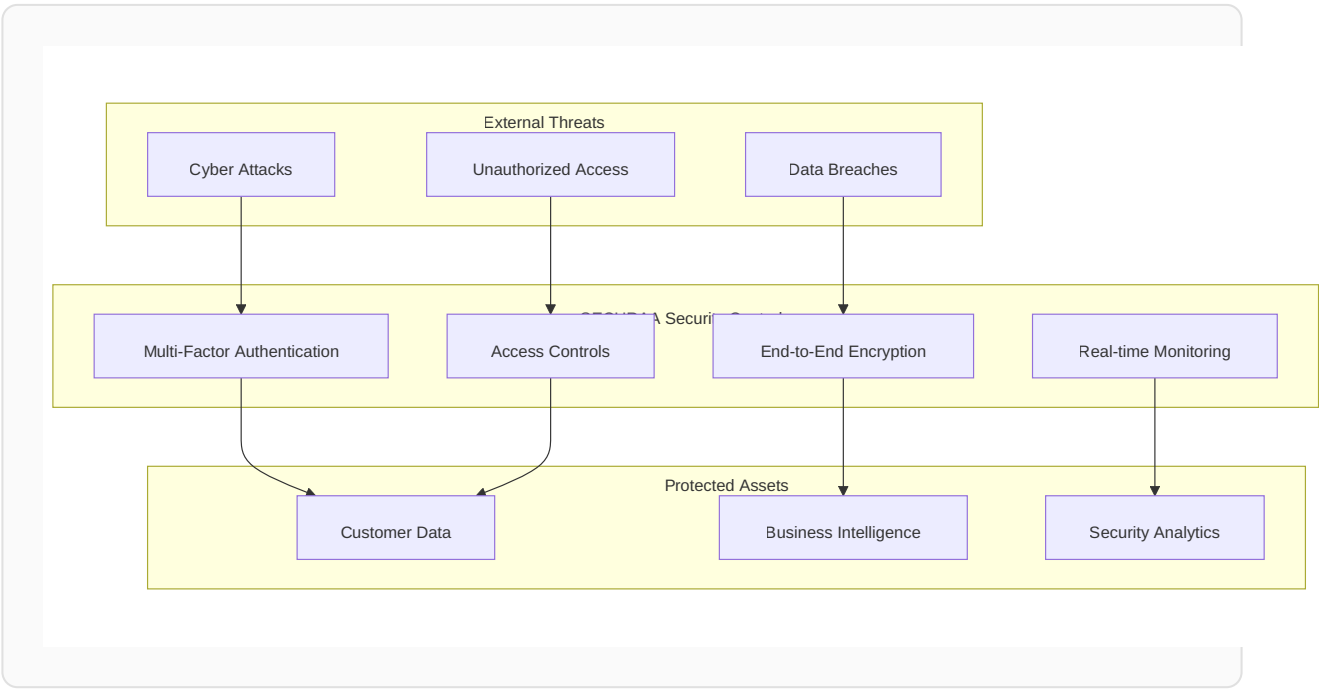 External Threats
Cyber Attacks
Unauthorized Access
Data Breaches
Security
Multi-Factor Authentication
Access Controls
End-to-End Encryption
Real-time Monitoring
Protected Assets
Customer Data
Business Intelligence
Security Analytics